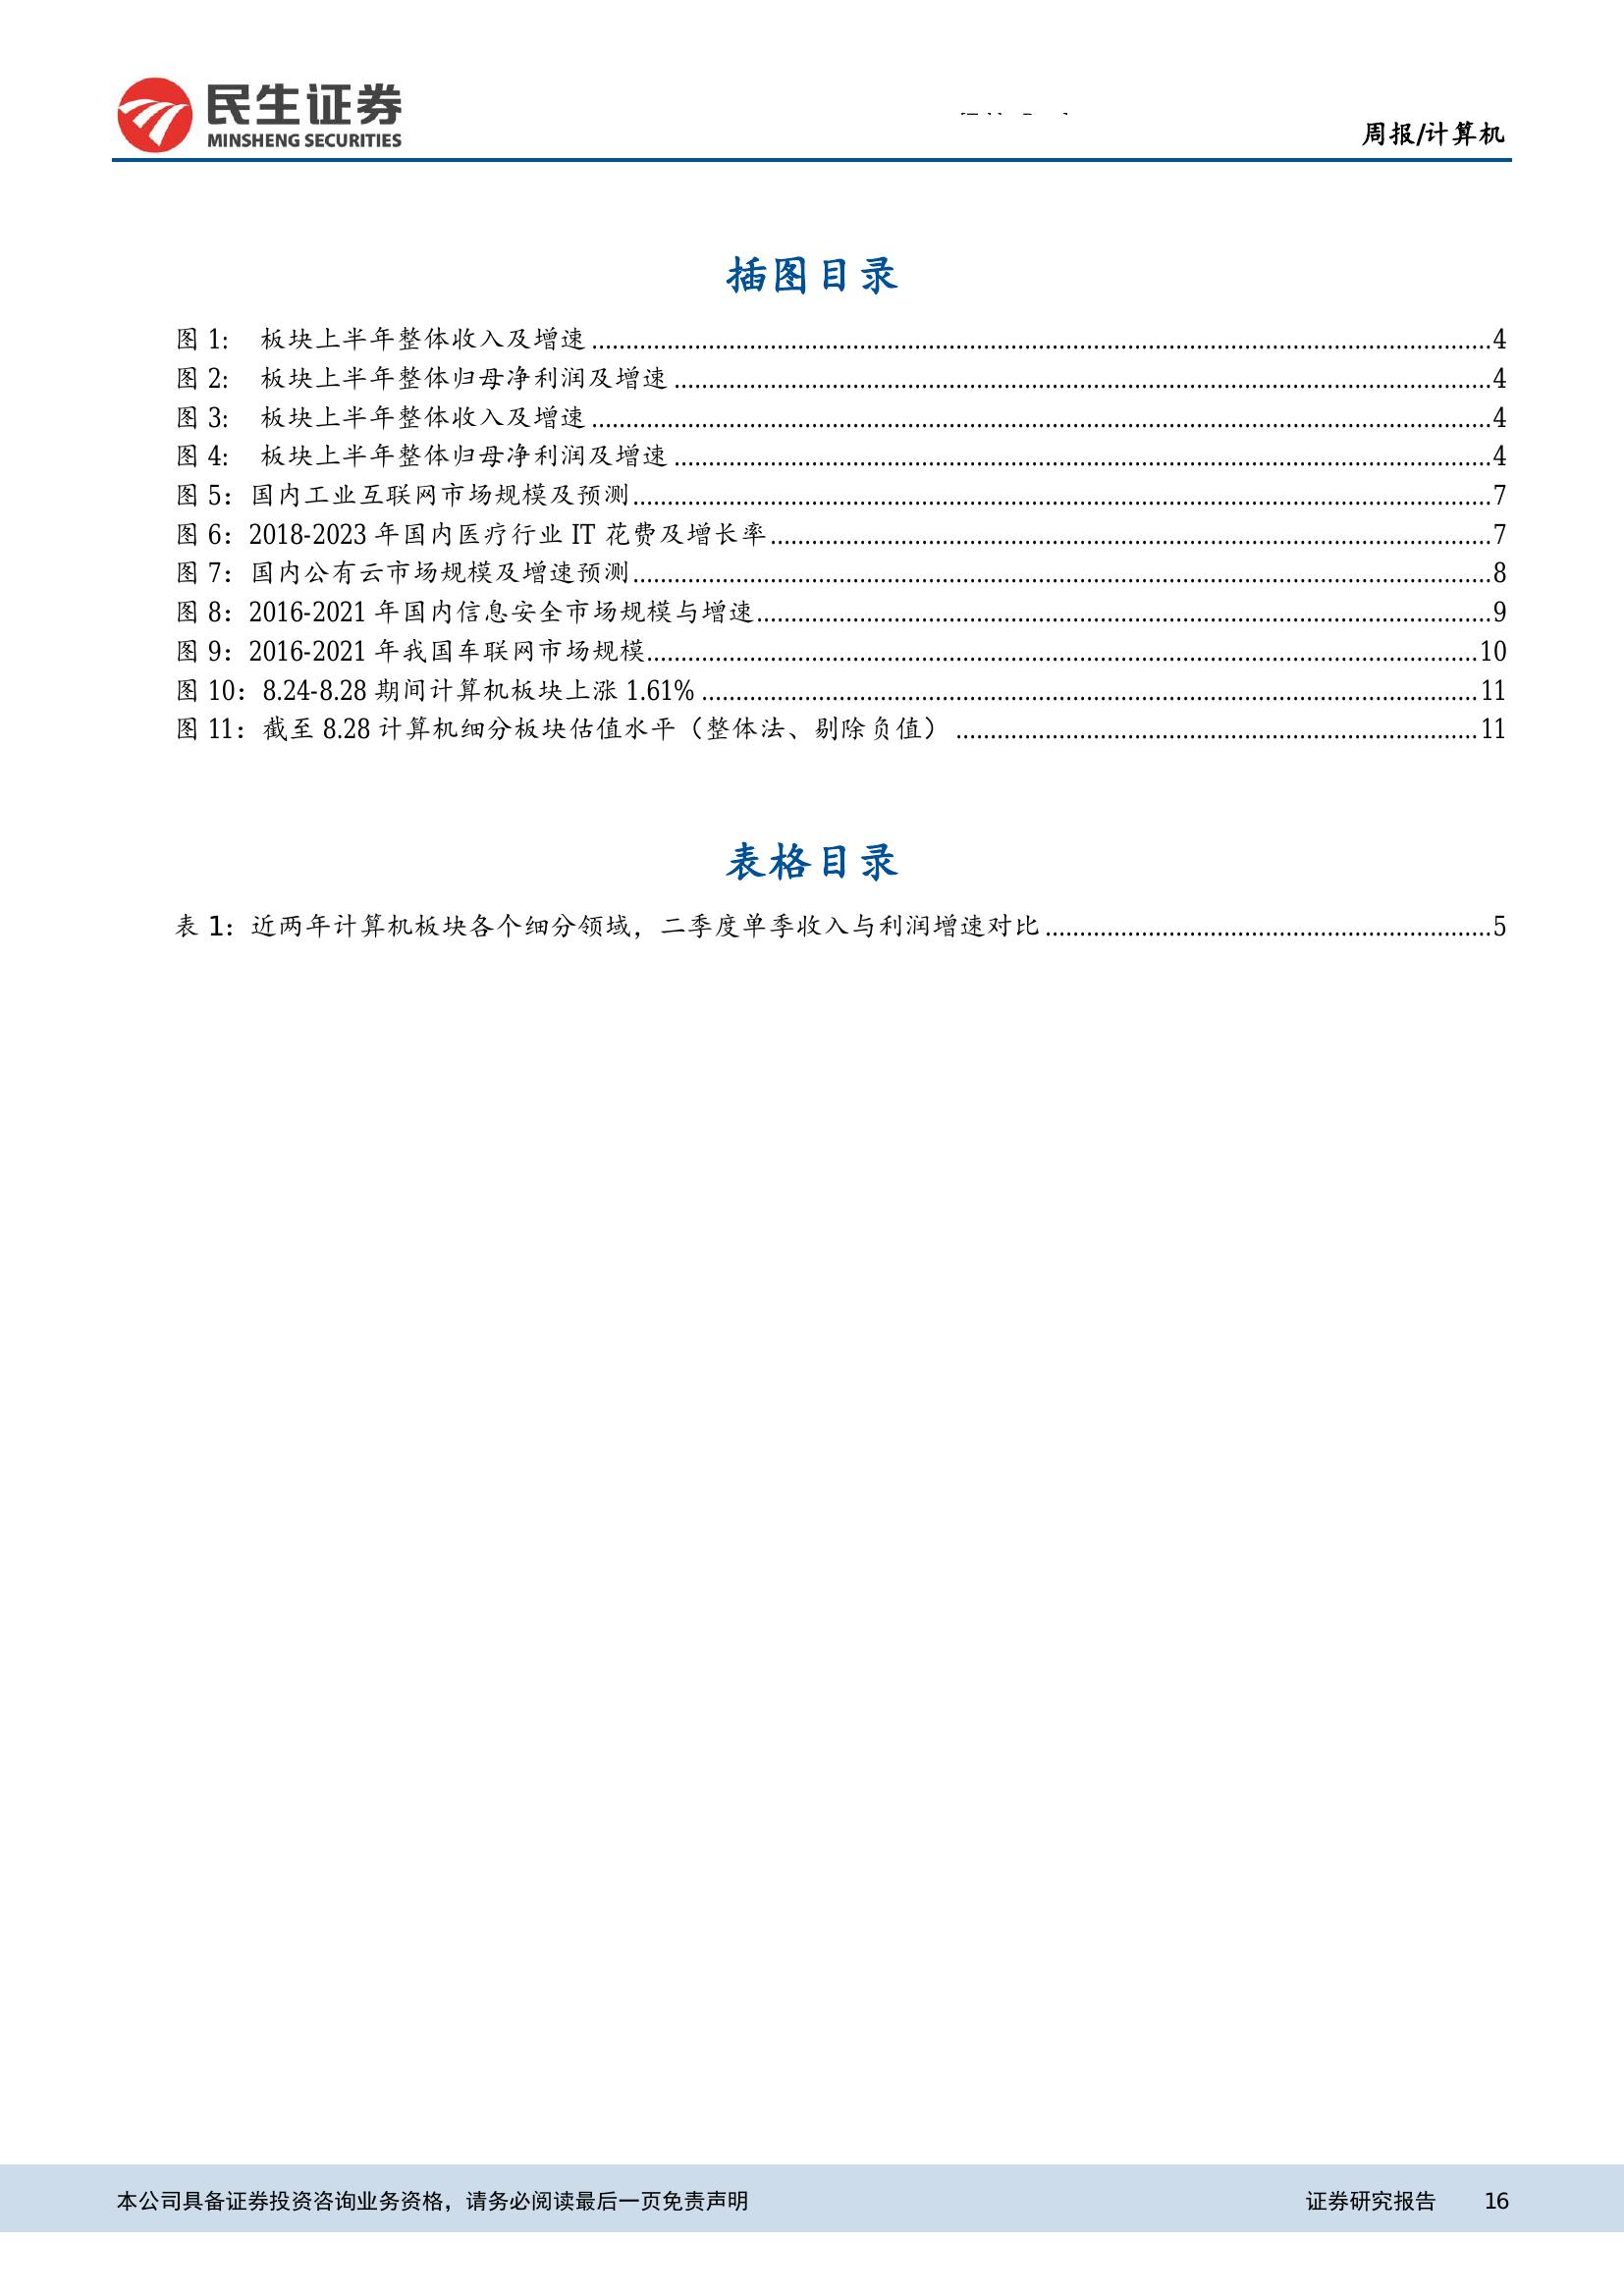 民生证券
MINSHENG SECURITIES
周报/计算机
插图目录
图 1: 板块上半年整体收入及增速........................................4
图 2: 板块上半年整体归母净利润及增速........................................4
图 3: 板块上半年整体收入及增速........................................4
图 4: 板块上半年整体归母净利润及增速........................................4
图 5：国内工业互联网市场规模及预测........................................7
图 6：2018-2023 年国内医疗行业 IT 花费及增长率........................................7
图 7：国内公有云市场规模及增速预测........................................8
图 8：2016-2021 年国内信息安全市场规模与增速........................................9
图 9：2016-2021 年我国车联网市场规模........................................10
图 10：8.24-8.28 期间计算机板块上涨 1.61%........................................11
图 11：截至 8.28 计算机细分板块估值水平（整体法、剔除负值）........................................11
表格目录
表 1：近两年计算机板块各个细分领域，二季度单季收入与利润增速对比........................................5
本公司具备证券投资咨询业务资格，请务必阅读最后一页免责声明 证券研究报告 16